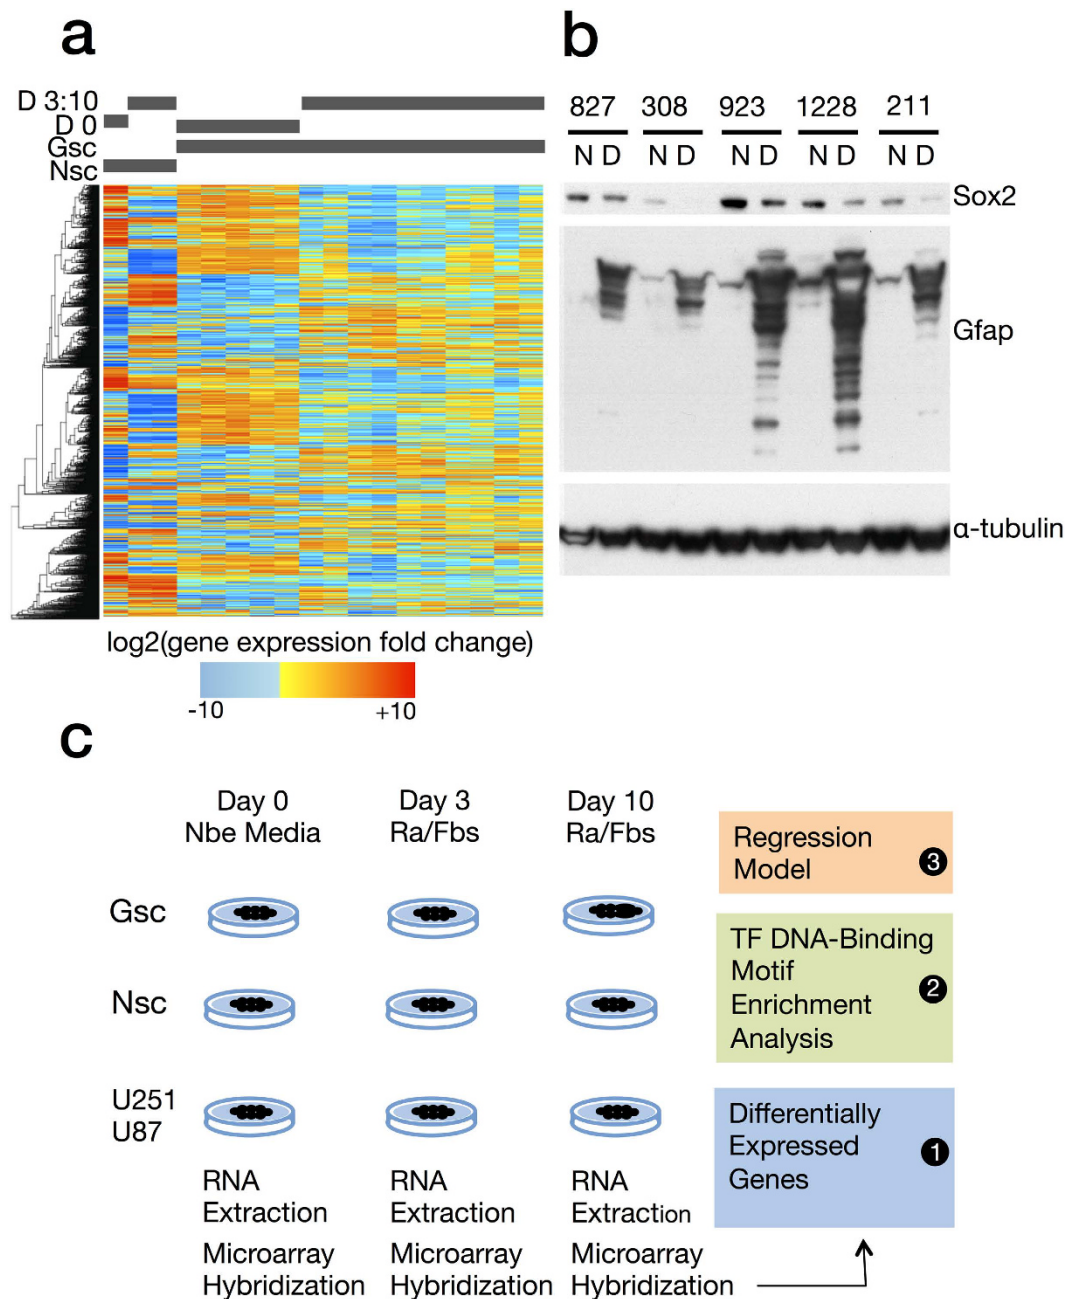 a
D 3:10
D 0
Gsc
Nsc
log2(gene expression fold change)
-10 +10
b
827 308 923 1228 211
N D N D N D N D N D
Sox2
Gfap
α-tubulin
c
Day 0
Nbe Media
Day 3
Ra/Fbs
Day 10
Ra/Fbs
Gsc
Nsc
U251
U87
RNA
Extraction
Microarray
Hybridization
RNA
Extraction
Microarray
Hybridization
RNA
Extraction
Microarray
Hybridization
Regression
Model
3
TF DNA-Binding
Motif
Enrichment
Analysis
2
Differentially
Expressed
Genes
1